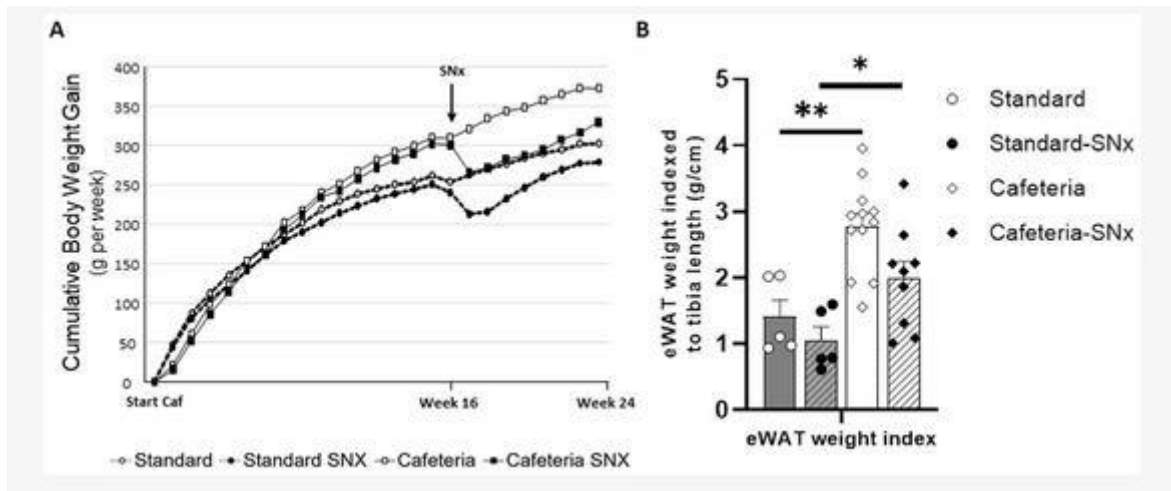 A
Cumulative Body Weight Gain
(g per week)
400
350
300
250
200
150
100
50
0
SNx
Start Caf
Week 16
Week 24
Standard
Standard SNX
Cafeteria
Cafeteria SNX
B
eWAT weight indexed
to tibia length (g/cm)
5
4
3
2
1
0
**
*
eWAT weight index
Standard
Standard-SNx
Cafeteria
Cafeteria-SNx